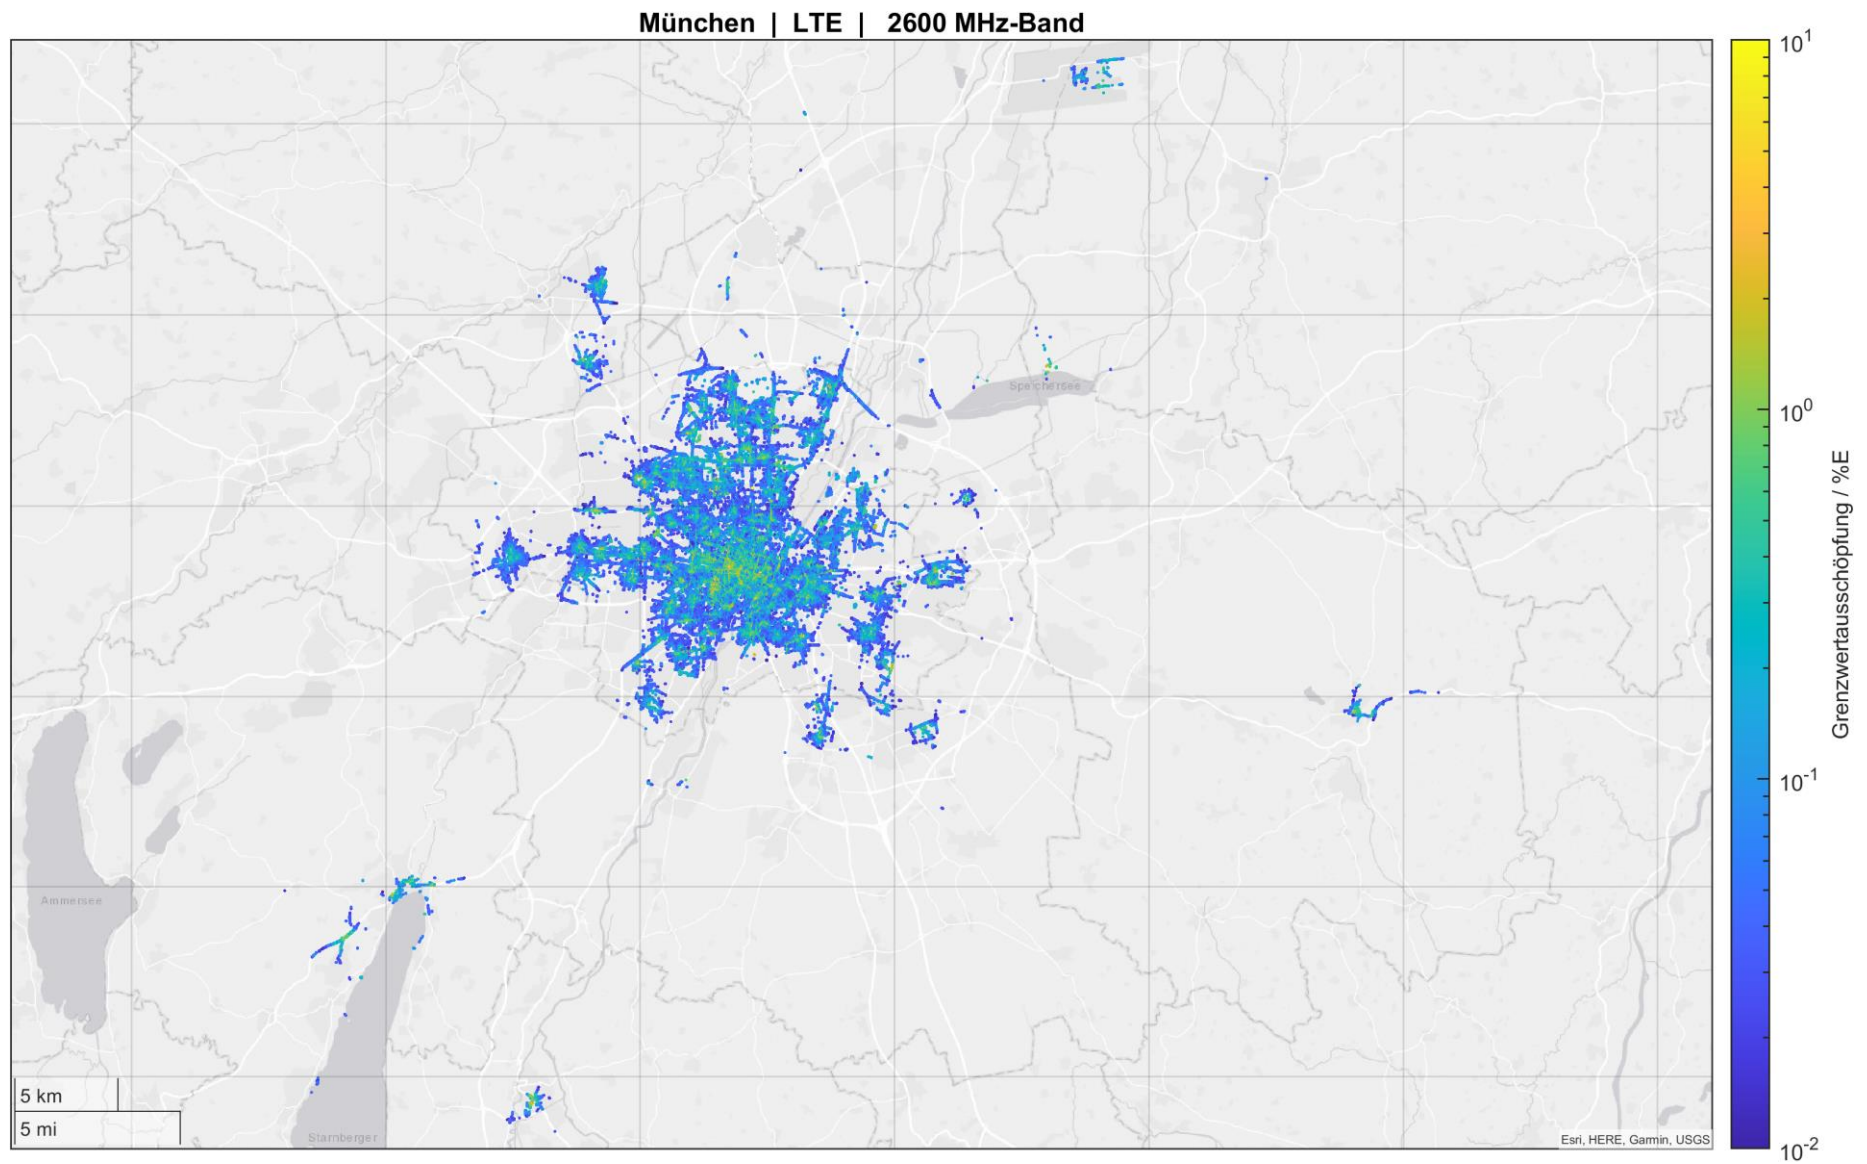 München | LTE | 2600 MHz-Band
10^1
10^0
10^-1
10^-2
Grenzwertausschöpfung / %E
Speichersee
Ammersee
Starnberger
5 km
5 mi
Esri, HERE, Garmin, USGS